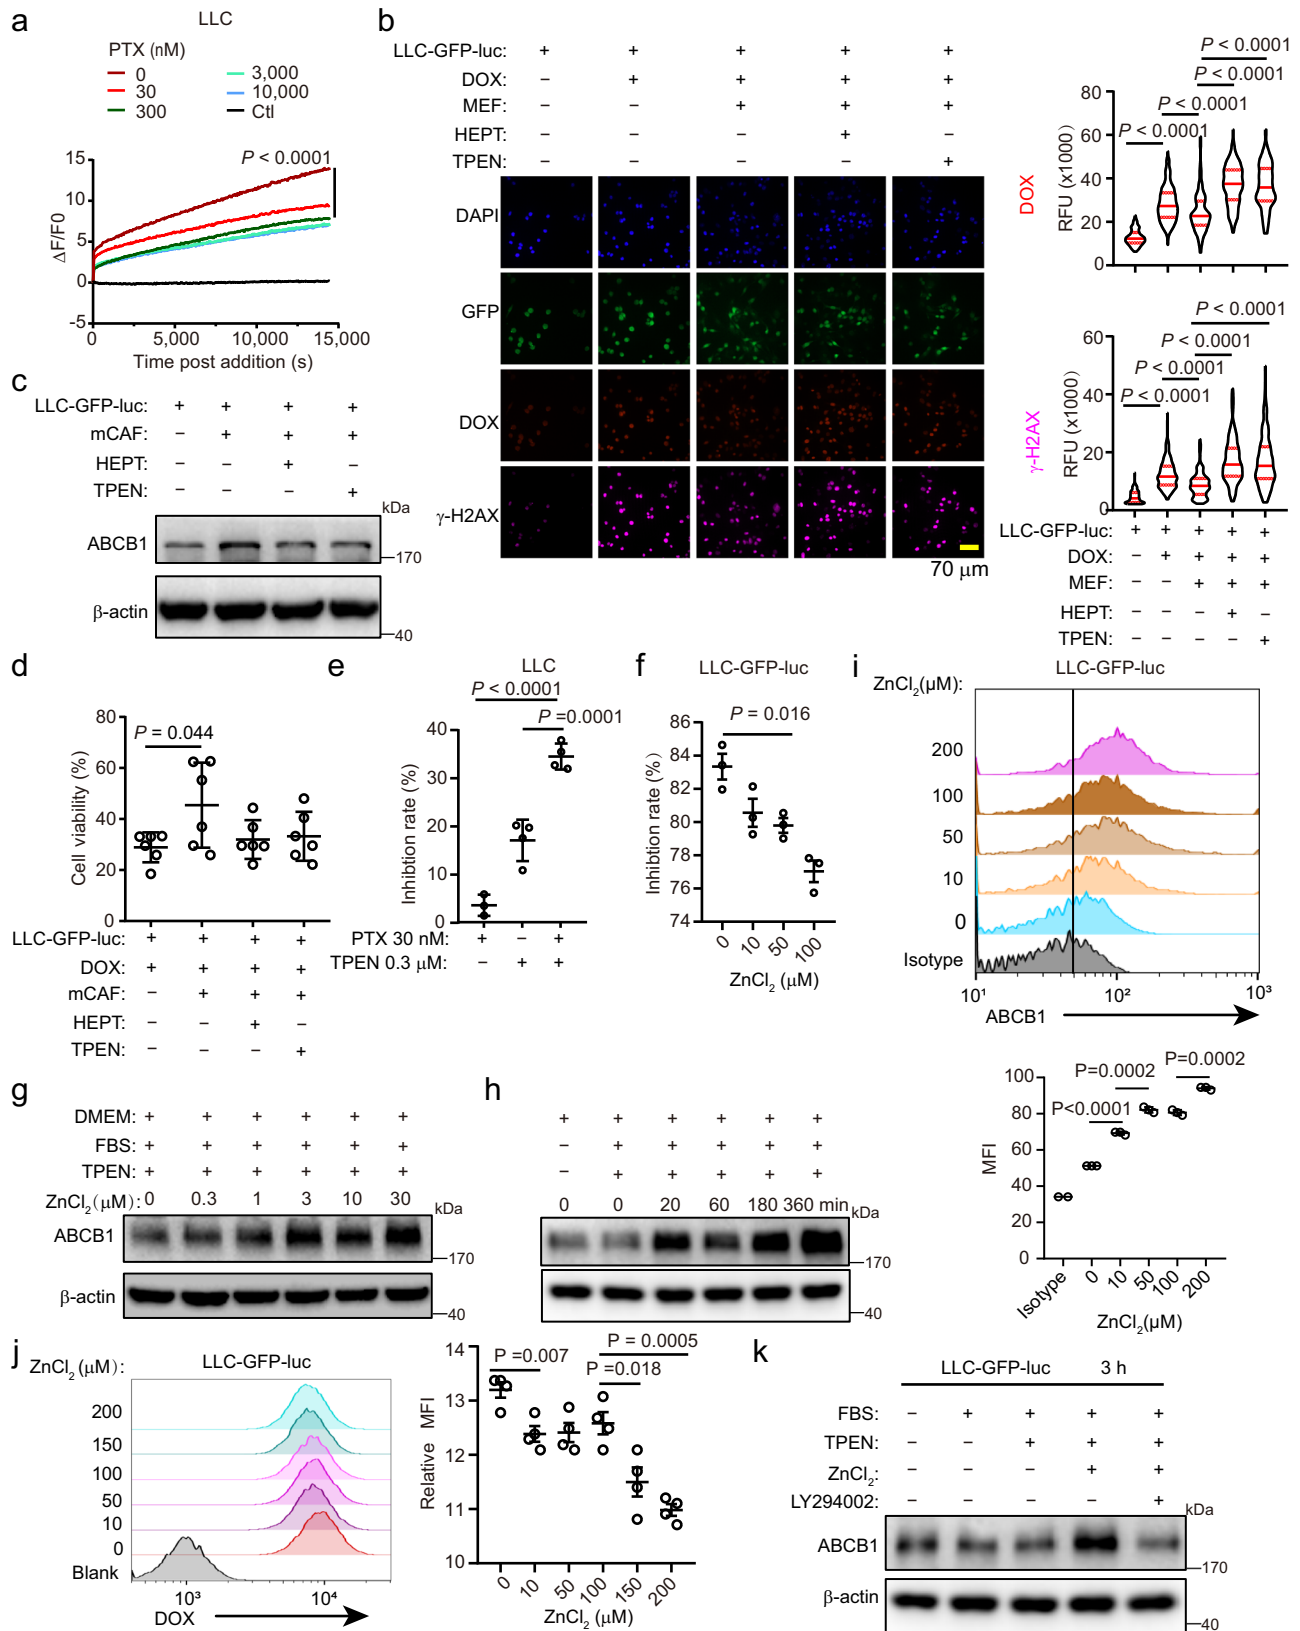 a
LLC
PTX (nM)
0
30
300
3,000
10,000
Ctl
P < 0.0001
15
10
5
0
-5
ΔF/F0
0
5,000
10,000
15,000
Time post addition (s)
b
LLC-GFP-luc: + + + + +
DOX: – + + + +
MEF: – – + + +
HEPT: – – – + –
TPEN: – – – – +
DAPI
GFP
DOX
γ-H2AX
70 µm
P < 0.0001
P < 0.0001
P < 0.0001
P < 0.0001
80
60
40
20
0
DOX
RFU (x1000)
P < 0.0001
P < 0.0001
P < 0.0001
P < 0.0001
60
40
20
0
γ-H2AX
RFU (x1000)
LLC-GFP-luc: + + + + +
DOX: – + + + +
MEF: – – + + +
HEPT: – – – + –
TPEN: – – – – +
c
LLC-GFP-luc: + + + +
mCAF: – + + +
HEPT: – – + –
TPEN: – – – +
kDa
ABCB1
170
β-actin
40
d
P = 0.044
80
60
40
20
0
Cell viability (%)
LLC-GFP-luc: + + + +
DOX: + + + +
mCAF: – + + +
HEPT: – – + –
TPEN: – – – +
e
LLC
P < 0.0001
P =0.0001
40
30
20
10
0
Inhibtion rate (%)
PTX 30 nM: + – +
TPEN 0.3 µM: – + +
f
LLC-GFP-luc
P = 0.016
86
84
82
80
78
76
74
Inhibtion rate (%)
0
10
50
100
ZnCl2 (µM)
i
LLC-GFP-luc
ZnCl2(µM):
200
100
50
10
0
Isotype
10¹
10²
10³
ABCB1
P=0.0002
P=0.0002
P<0.0001
100
80
60
40
20
0
MFI
Isotype
0
10
50
100
200
ZnCl2(µM)
g
DMEM: + + + + + +
FBS: + + + + + +
TPEN: + + + + + +
ZnCl2(µM): 0 0.3 1 3 10 30
kDa
ABCB1
170
β-actin
40
h
+ + + + + +
– + + + + +
– + + + + +
0 0 20 60 180 360 min
kDa
170
40
j
ZnCl2 (µM):
LLC-GFP-luc
200
150
100
50
10
0
Blank
10³
10⁴
DOX
P = 0.0005
P =0.007
P =0.018
14
13
12
11
10
Relative MFI
0
10
50
100
150
200
ZnCl2 (µM)
k
LLC-GFP-luc 3 h
FBS: – + + + +
TPEN: – – + + +
ZnCl2: – – – + +
LY294002: – – – – +
kDa
ABCB1
170
β-actin
40